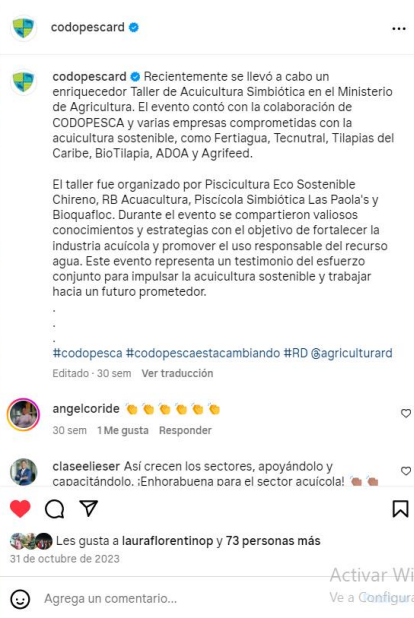 codopescard
codopescard Recientemente se llevó a cabo un
enriquecedor Taller de Acuicultura Simbiótica en el Ministerio
de Agricultura. El evento contó con la colaboración de
CODOPESCA y varias empresas comprometidas con la
acuicultura sostenible, como Fertiagua, Tecnutral, Tilapias del
Caribe, BioTilapia, ADOA y Agrifeed.
El taller fue organizado por Piscicultura Eco Sostenible
Chireno, RB Acuacultura, Piscícola Simbiótica Las Paola's y
Bioquafloc. Durante el evento se compartieron valiosos
conocimientos y estrategias con el objetivo de fortalecer la
industria acuícola y promover el uso responsable del recurso
agua. Este evento representa un testimonio del esfuerzo
conjunto para impulsar la acuicultura sostenible y trabajar
hacia un futuro prometedor.
.
.
.
#codopesca #codopescaestacambiando #RD @agriculturard
Editado · 30 sem Ver traducción
angelcoride 👏👏👏👏👏👏
30 sem 1 Me gusta Responder
claseelieser Así crecen los sectores, apoyándolo y
capacitándolo. ¡Enhorabuena para el sector acuícola! 👏🏽👏🏽
Les gusta a lauraflorentinop y 73 personas más
31 de octubre de 2023
Activar Wi
Ve a Configura
Agrega un comentario...